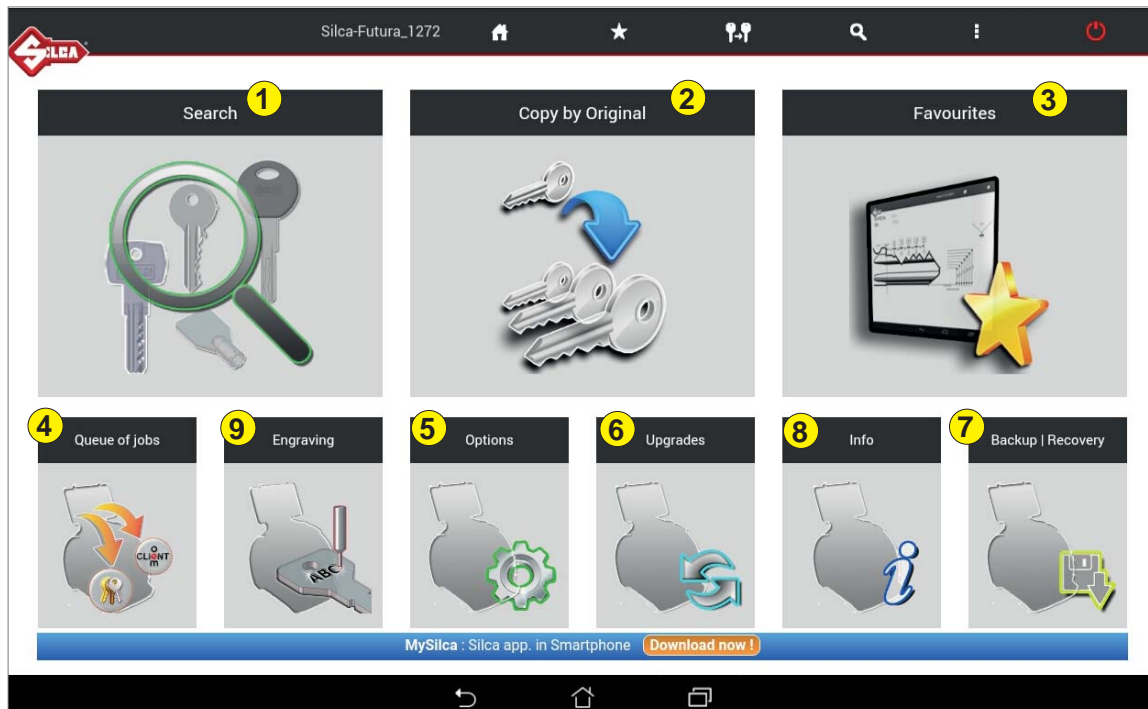 SILCA
Silca-Futura_1272
Search 1
Copy by Original 2
Favourites 3
4 Queue of jobs
9 Engraving
5 Options
6 Upgrades
8 Info
7 Backup | Recovery
CLIENT
ABC
MySilca : Silca app. in Smartphone Download now !